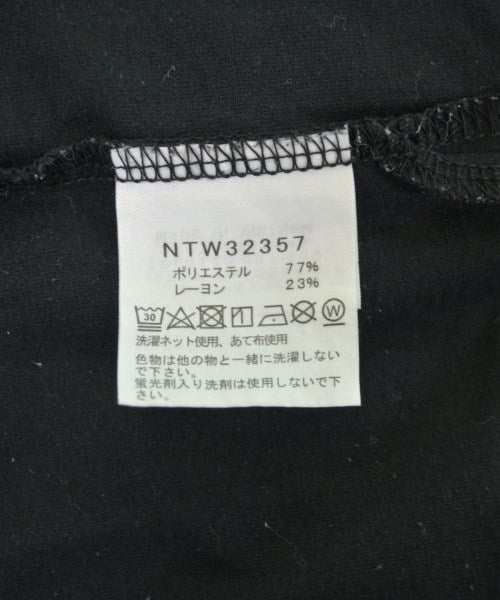 NTW32357
ポリエステル 77%
レーヨン 23%
30 W
洗濯ネット使用、あて布使用
色物は他の物と一緒に洗濯しない
で下さい。
蛍光剤入り洗剤は使用しないで下
さい。